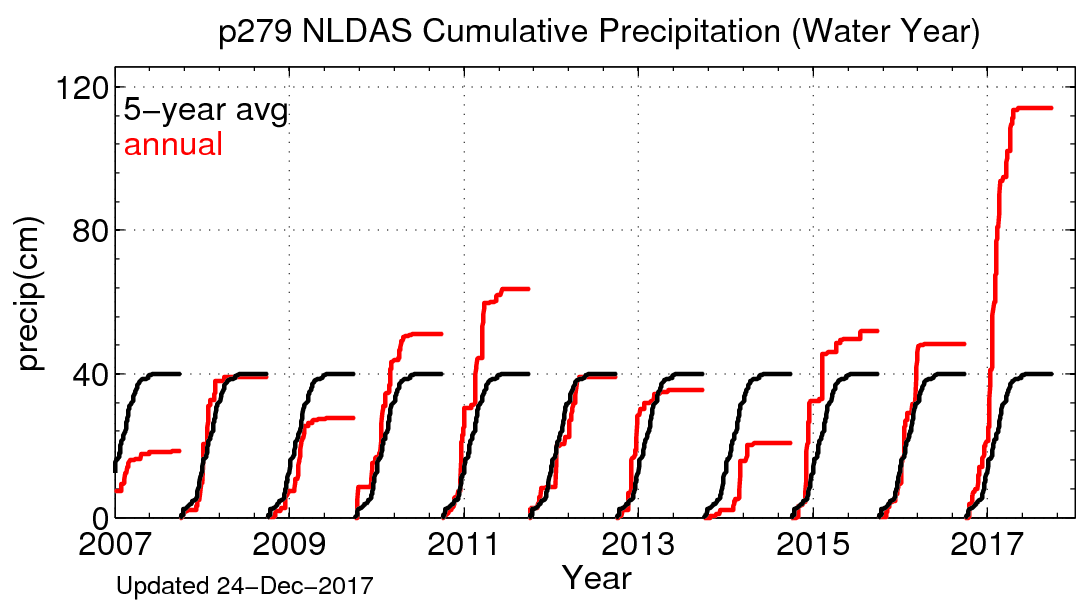 p279 NLDAS Cumulative Precipitation (Water Year)
120
5−year avg
annual
80
precip(cm)
40
0
2007 2009 2011 2013 2015 2017
Year
Updated 24−Dec−2017